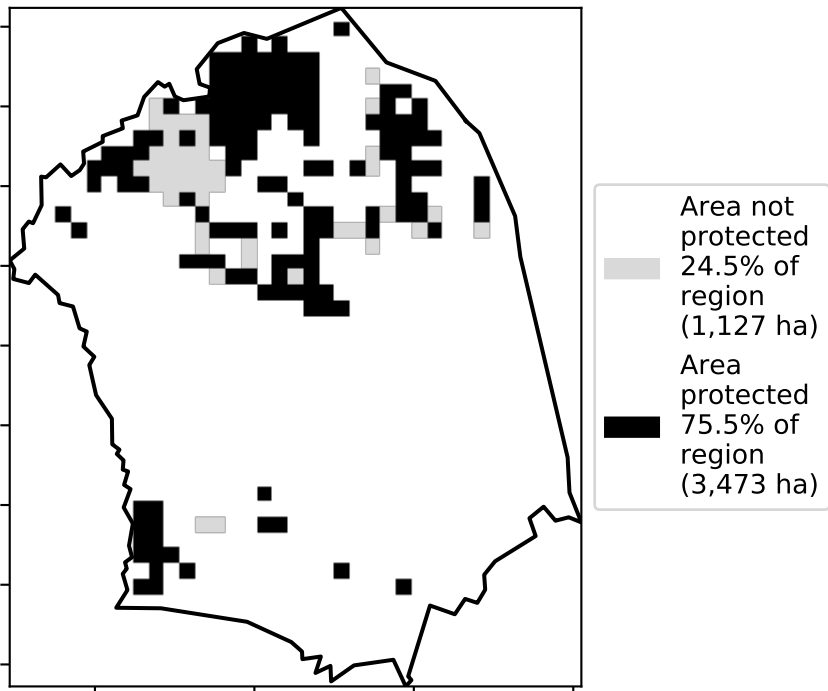 Area not
protected
24.5% of
region
(1,127 ha)
Area
protected
75.5% of
region
(3,473 ha)